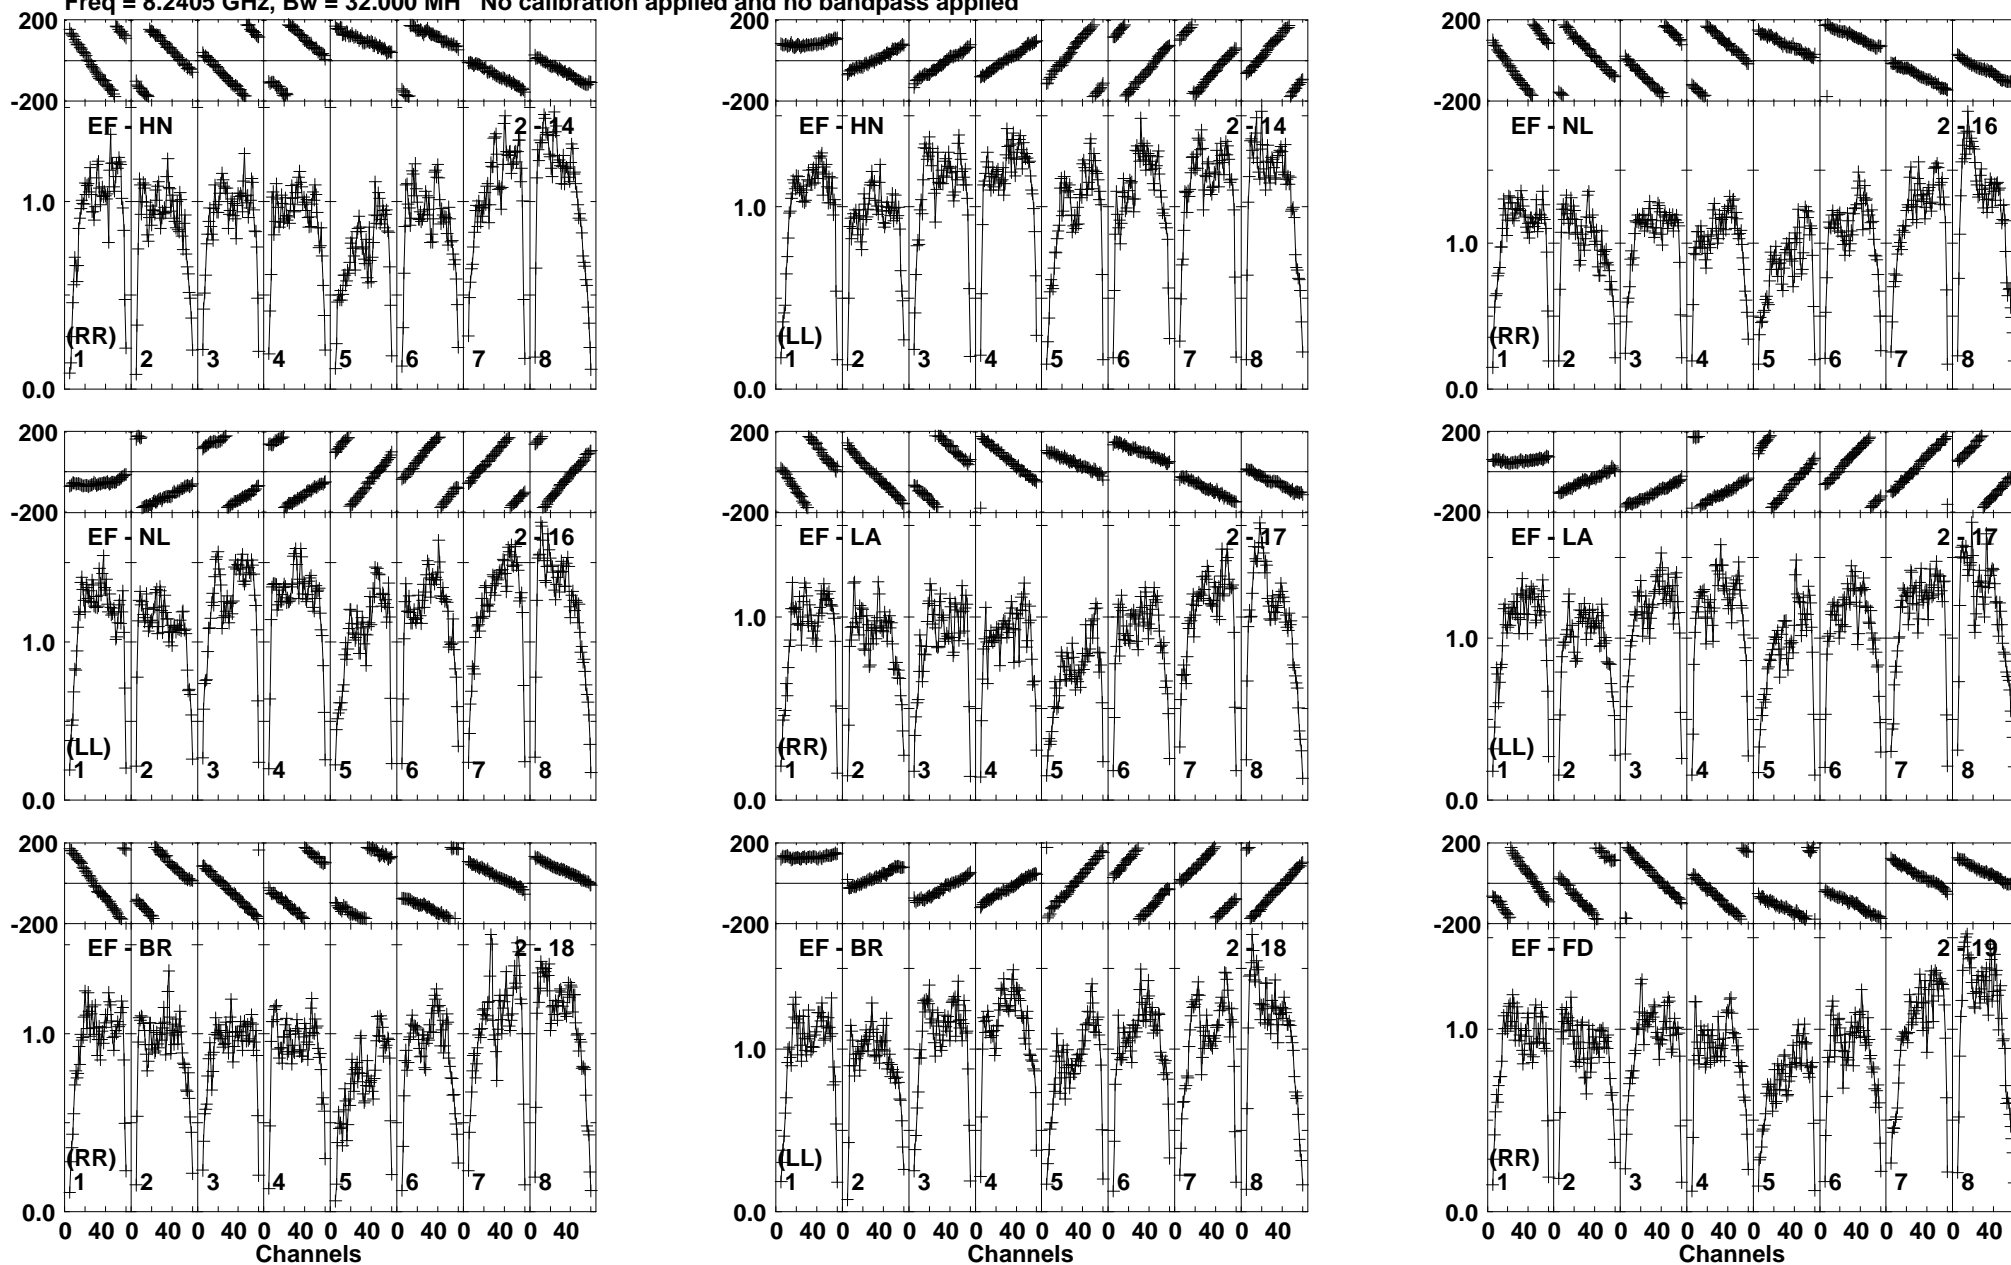 Freq = 8.2405 GHz, Bw = 32.000 MH No calibration applied and no bandpass applied
200 200 200
-200 -200 -200
EF - HN 2 - 14 EF - HN 2 - 14 EF - NL 2 - 16
1.0 1.0 1.0
(RR) (LL) (RR)
1 2 3 4 5 6 7 8 1 2 3 4 5 6 7 8 1 2 3 4 5 6 7 8
0.0 0.0 0.0
200 200 200
-200 -200 -200
EF - NL 2 - 16 EF - LA 2 - 17 EF - LA 2 - 17
1.0 1.0 1.0
(LL) (RR) (LL)
1 2 3 4 5 6 7 8 1 2 3 4 5 6 7 8 1 2 3 4 5 6 7 8
0.0 0.0 0.0
200 200 200
-200 -200 -200
EF - BR 2 - 18 EF - BR 2 - 18 EF - FD 2 - 19
1.0 1.0 1.0
(RR) (LL) (RR)
1 2 3 4 5 6 7 8 1 2 3 4 5 6 7 8 1 2 3 4 5 6 7 8
0.0 0.0 0.0
0 40 0 40 0 40 0 40 0 40 0 40 0 40 0 40 0 40 0 40 0 40 0 40 0 40 0 40 0 40 0 40 0 40 0 40 0 40 0 40 0 40 0 40 0 40 0 40
Channels Channels Channels